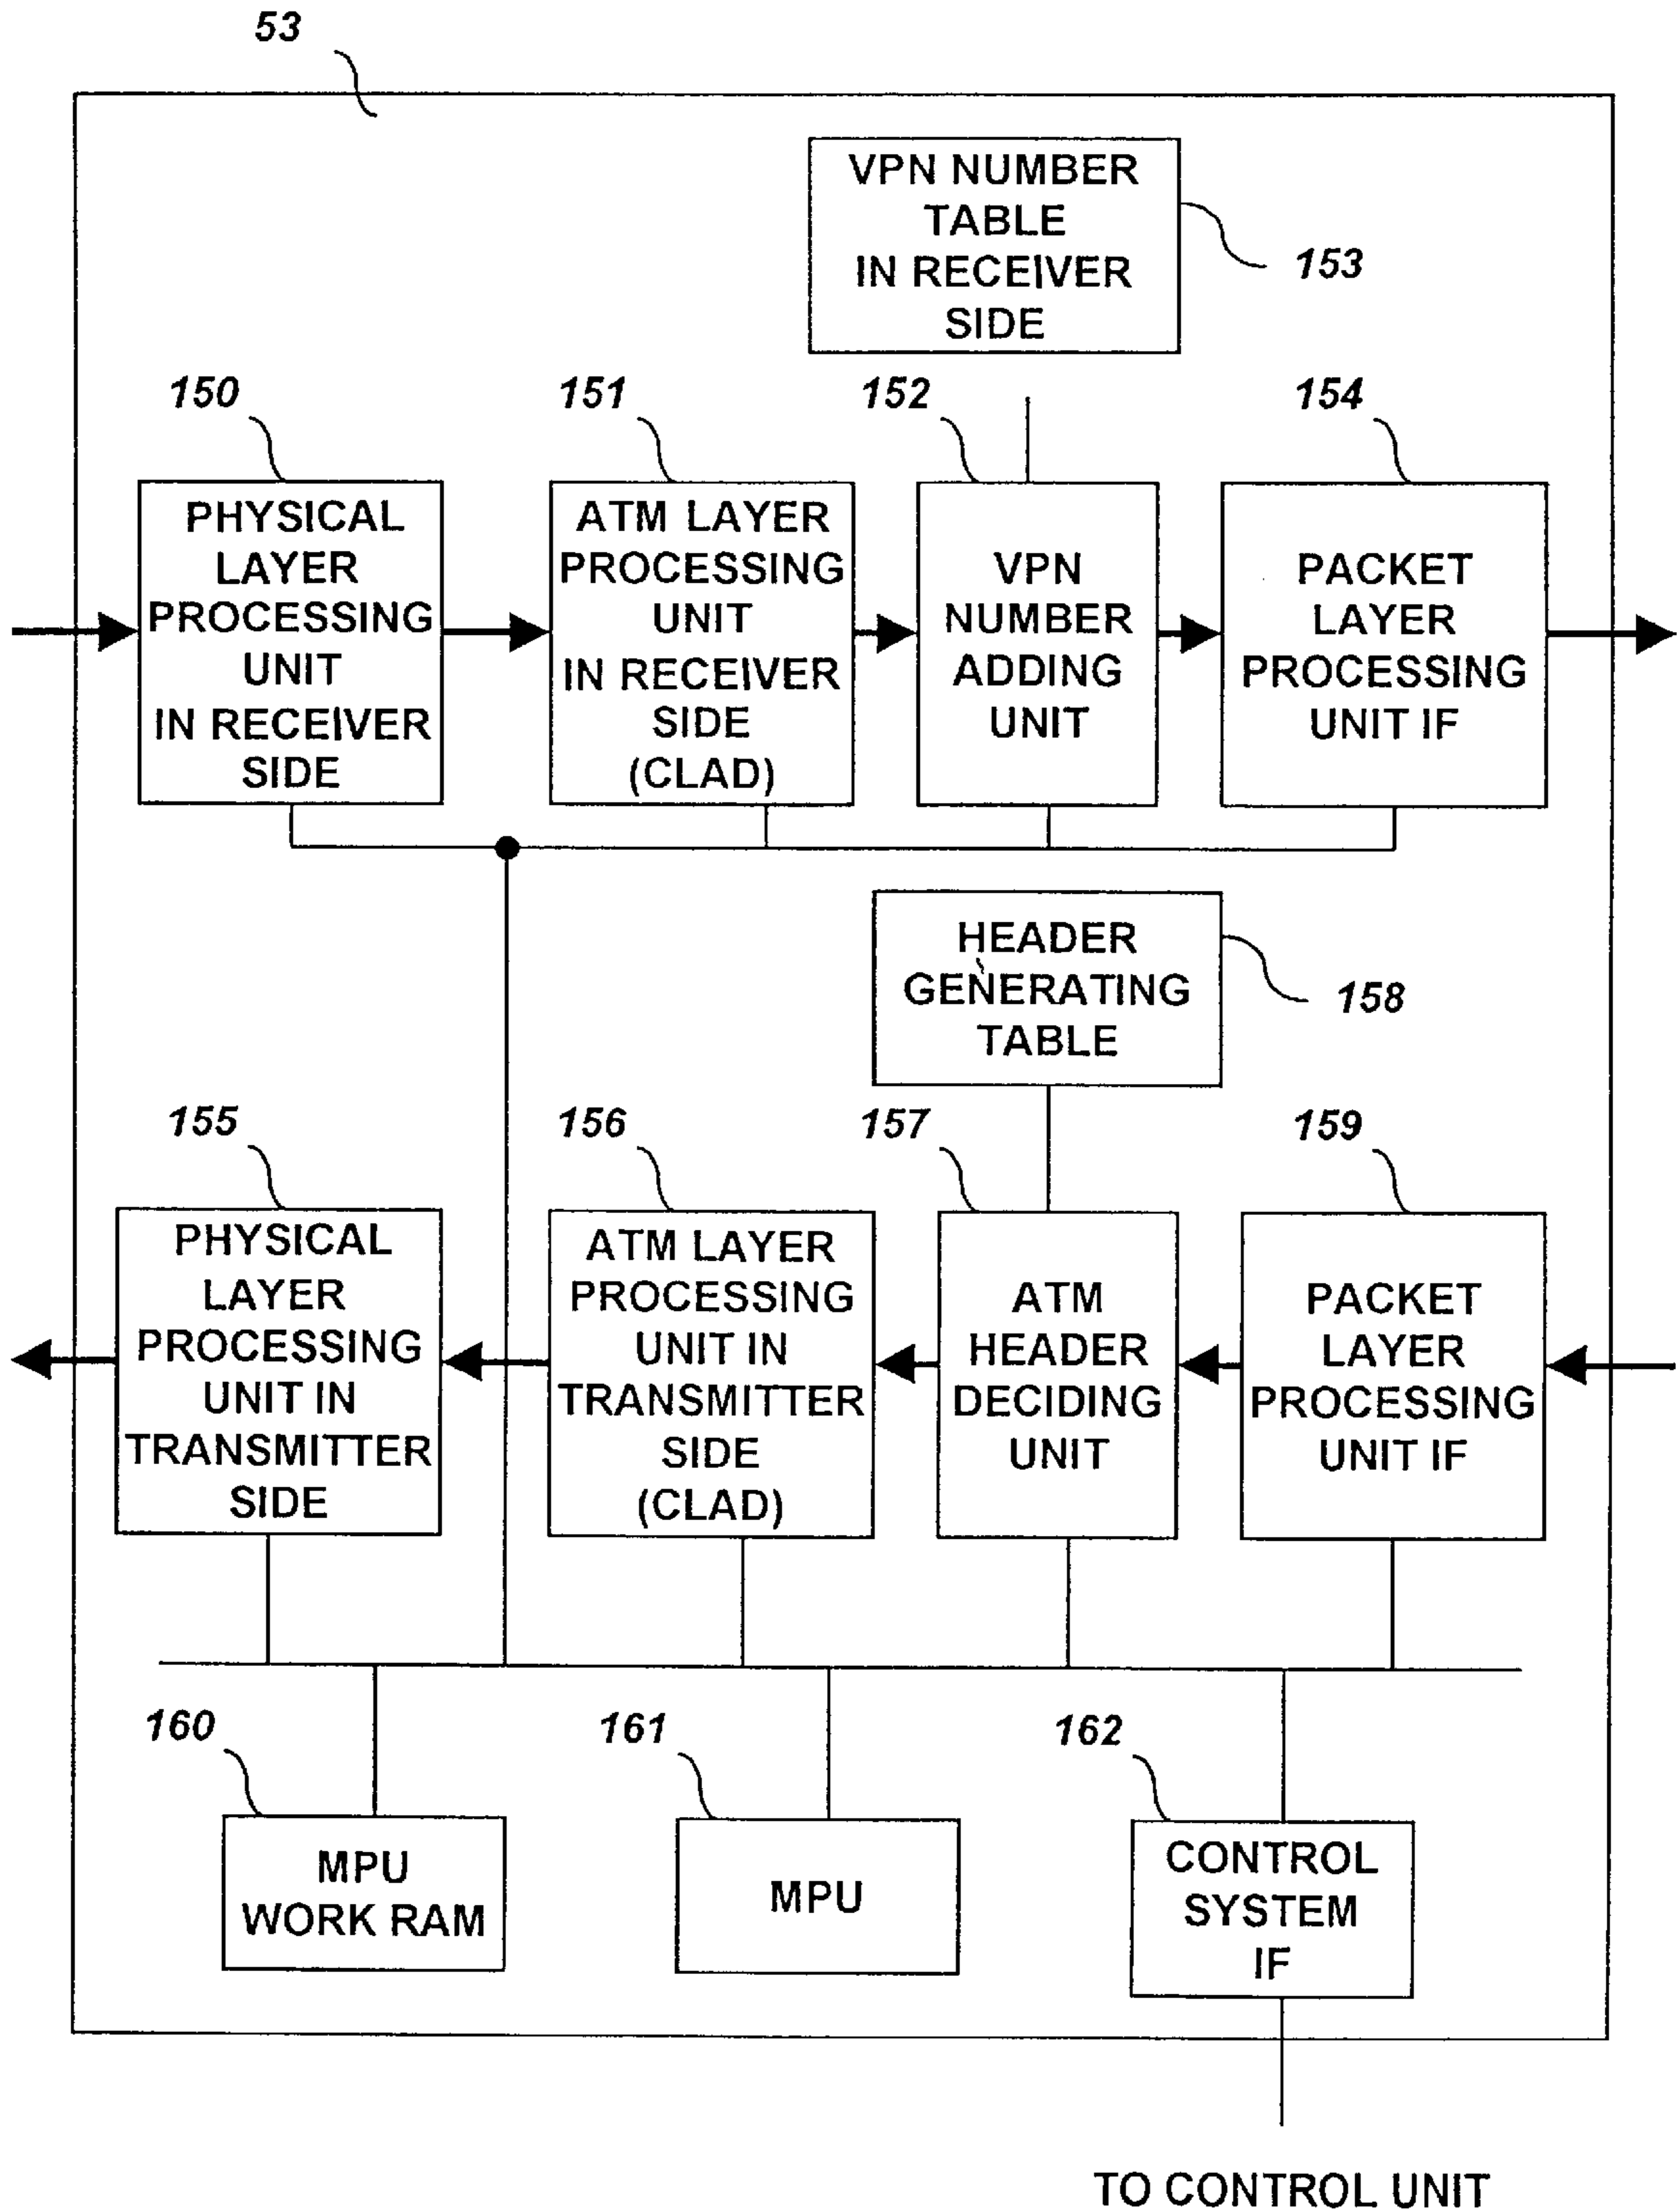 53
VPN NUMBER
TABLE
IN RECEIVER
SIDE
153
150
151
152
154
PHYSICAL
LAYER
PROCESSING
UNIT
IN RECEIVER
SIDE
ATM LAYER
PROCESSING
UNIT
IN RECEIVER
SIDE
(CLAD)
VPN
NUMBER
ADDING
UNIT
PACKET
LAYER
PROCESSING
UNIT IF
HEADER
GENERATING
TABLE
158
155
156
157
159
PHYSICAL
LAYER
PROCESSING
UNIT IN
TRANSMITTER
SIDE
ATM LAYER
PROCESSING
UNIT IN
TRANSMITTER
SIDE
(CLAD)
ATM
HEADER
DECIDING
UNIT
PACKET
LAYER
PROCESSING
UNIT IF
160
161
162
MPU
WORK RAM
MPU
CONTROL
SYSTEM
IF
TO CONTROL UNIT